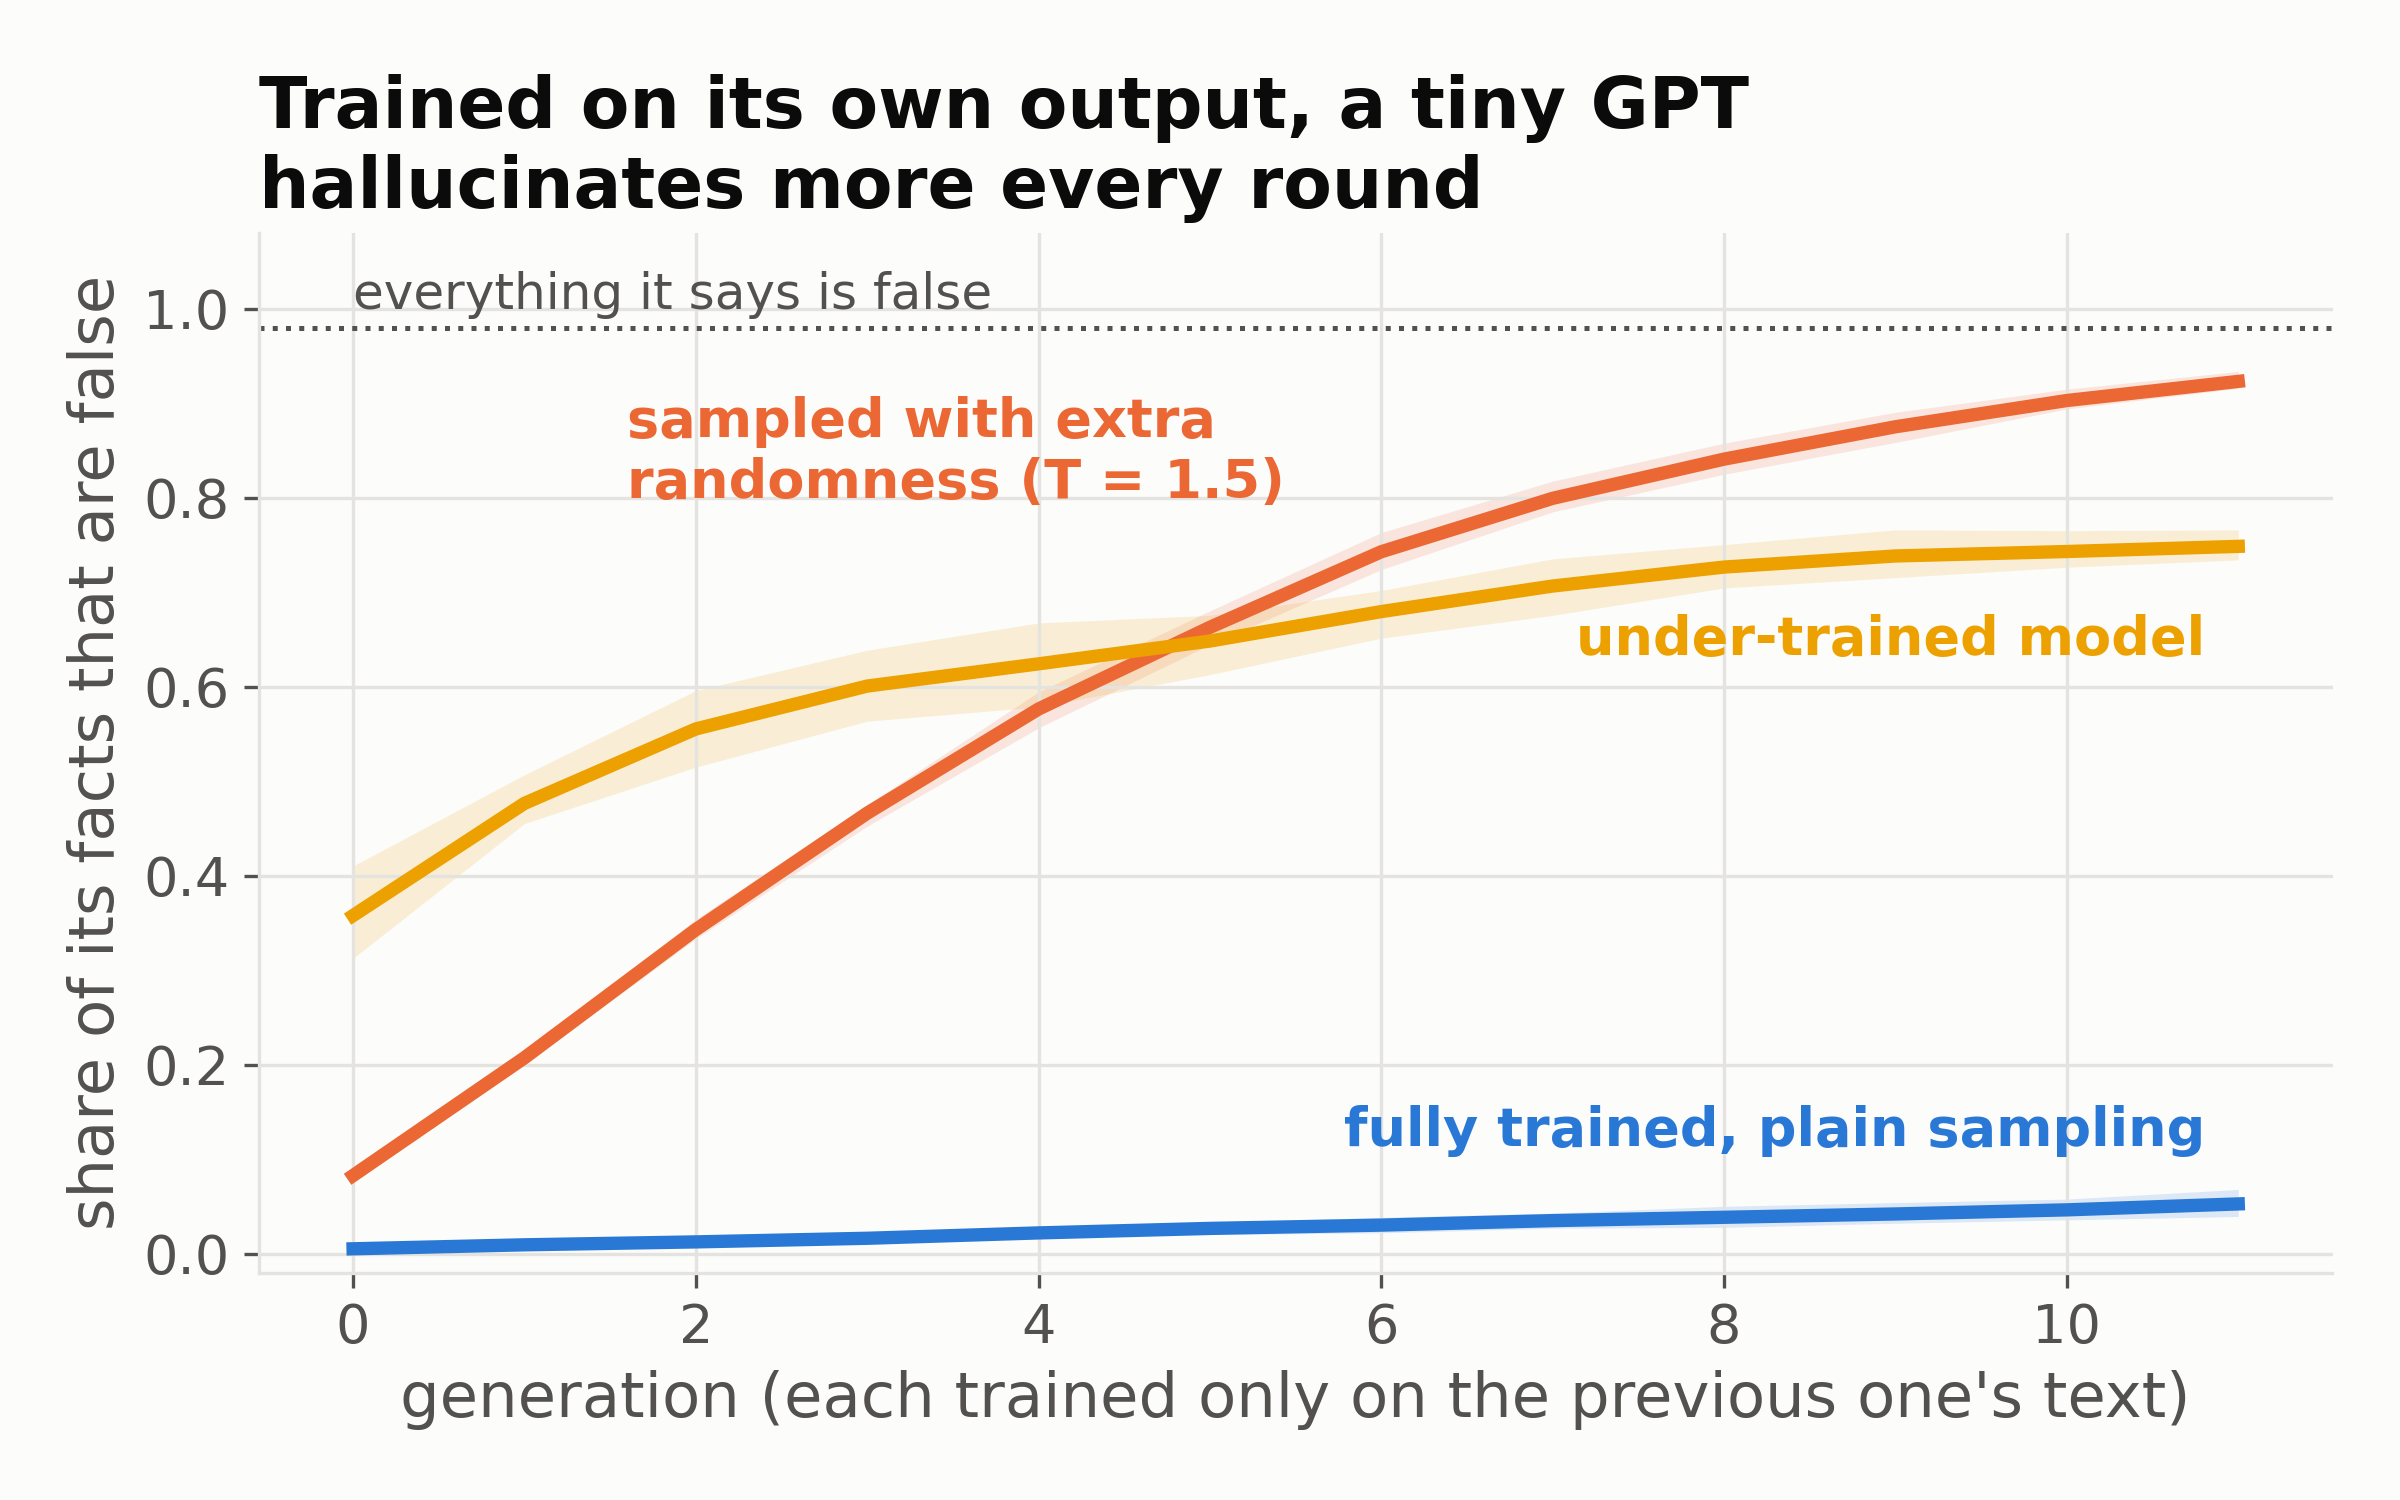 Trained on its own output, a tiny GPT
hallucinates more every round
share of its facts that are false
1.0
0.8
0.6
0.4
0.2
0.0
everything it says is false
sampled with extra
randomness (T = 1.5)
under-trained model
fully trained, plain sampling
0 2 4 6 8 10
generation (each trained only on the previous one's text)